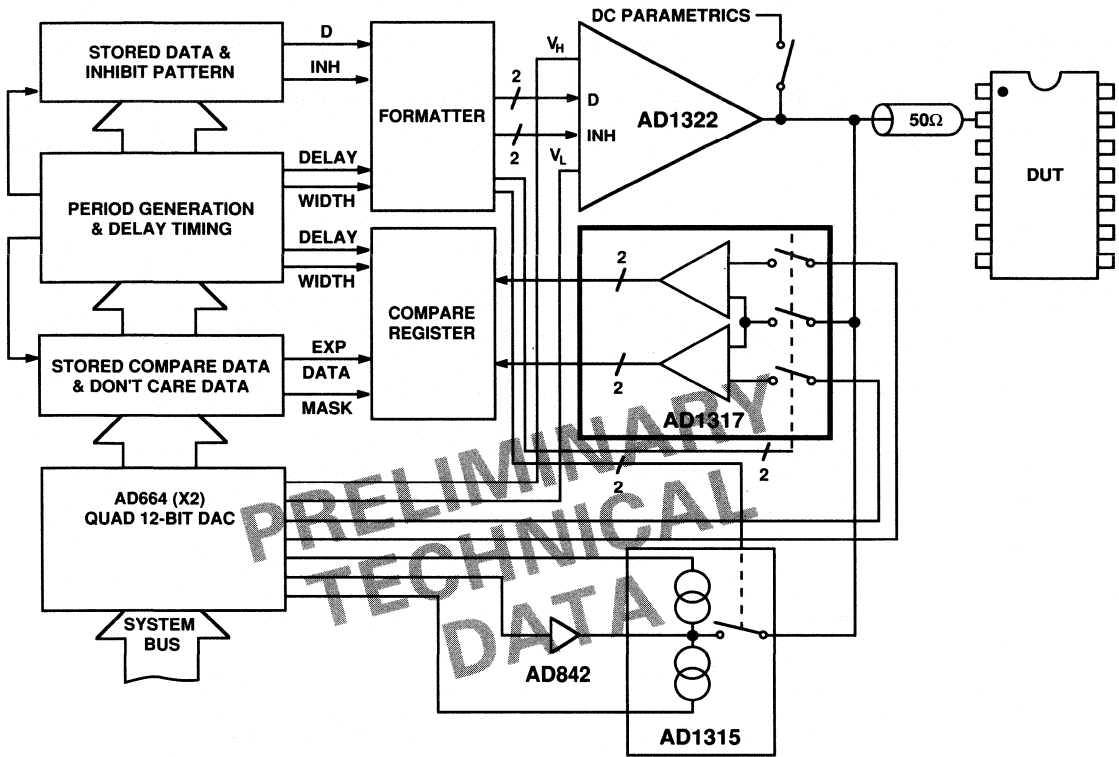 DC PARAMETRICS
STORED DATA &
INHIBIT PATTERN
D
INH
FORMATTER
2
2
VH
D
INH
VL
AD1322
50Ω
DUT
PERIOD GENERATION
& DELAY TIMING
DELAY
WIDTH
DELAY
WIDTH
COMPARE
REGISTER
2
2
AD1317
STORED COMPARE DATA
& DON'T CARE DATA
EXP
DATA
MASK
2
2
AD664 (X2)
QUAD 12-BIT DAC
SYSTEM
BUS
AD842
AD1315
PRELIMINARY
TECHNICAL
DATA